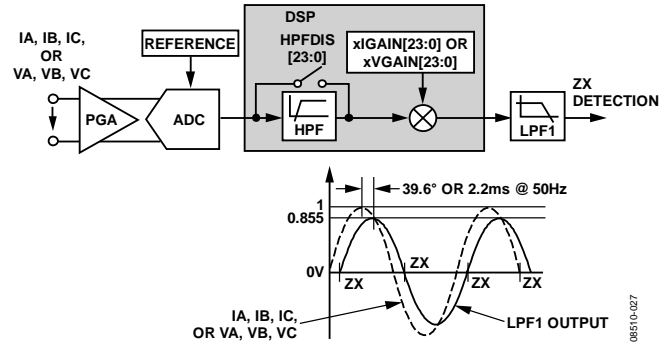 DSP
IA, IB, IC,
OR
VA, VB, VC
REFERENCE
HPFDIS
[23:0]
xIGAIN[23:0] OR
xVGAIN[23:0]
ZX
DETECTION
PGA
ADC
HPF
LPF1
39.6° OR 2.2ms @ 50Hz
1
0.855
0V
ZX
ZX
ZX
ZX
IA, IB, IC,
OR VA, VB, VC
LPF1 OUTPUT
08510-027